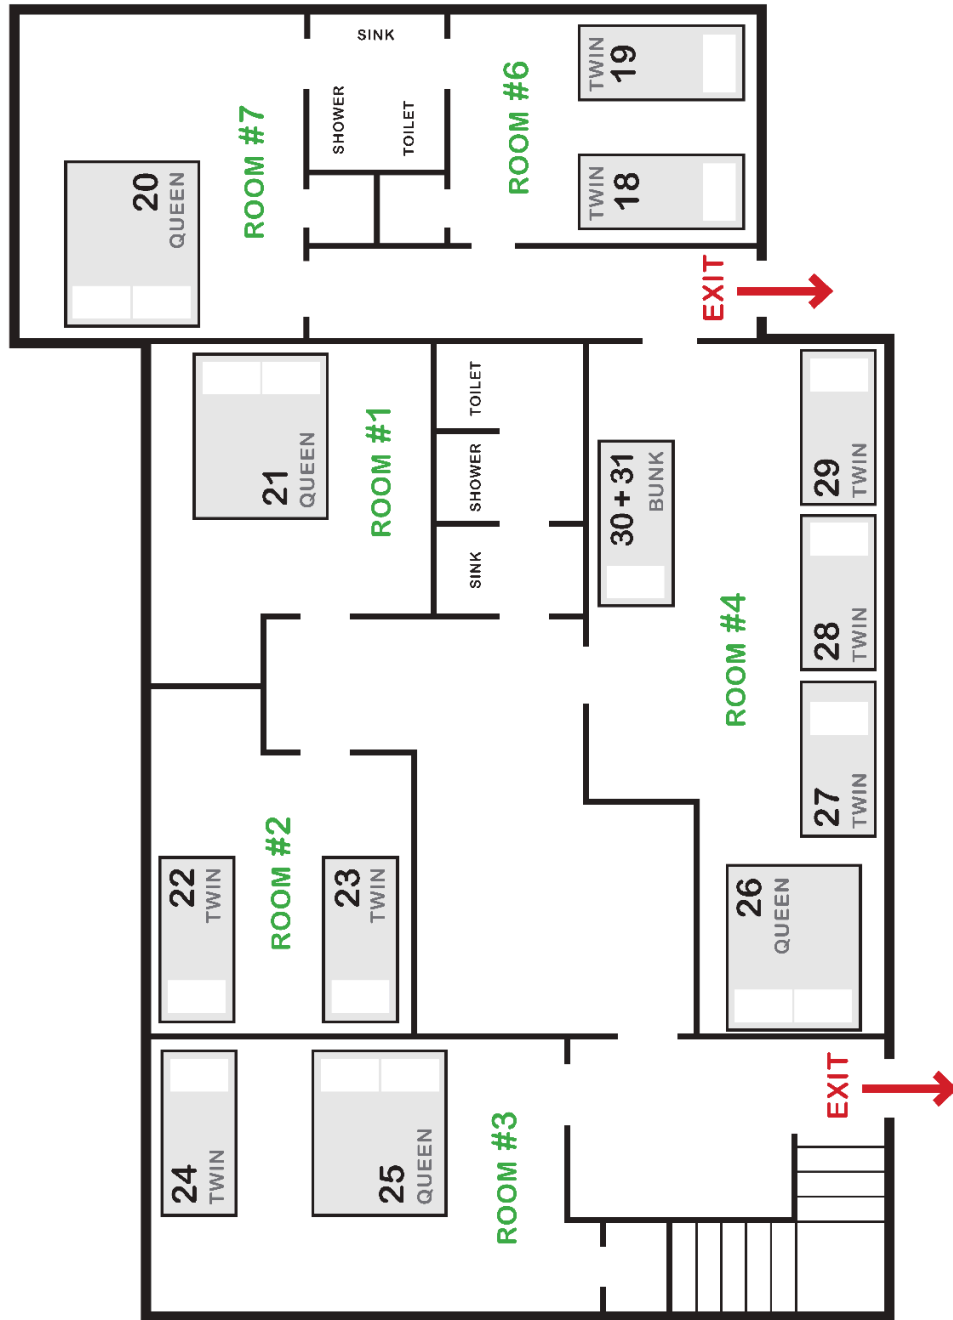 SINK
SHOWER
TOILET
ROOM #7
20
QUEEN
ROOM #6
TWIN
19
TWIN
18
EXIT
21
QUEEN
ROOM #1
TOILET
SHOWER
SINK
30 + 31
BUNK
ROOM #4
29
TWIN
28
TWIN
27
TWIN
26
QUEEN
22
TWIN
ROOM #2
23
TWIN
24
TWIN
25
QUEEN
ROOM #3
EXIT